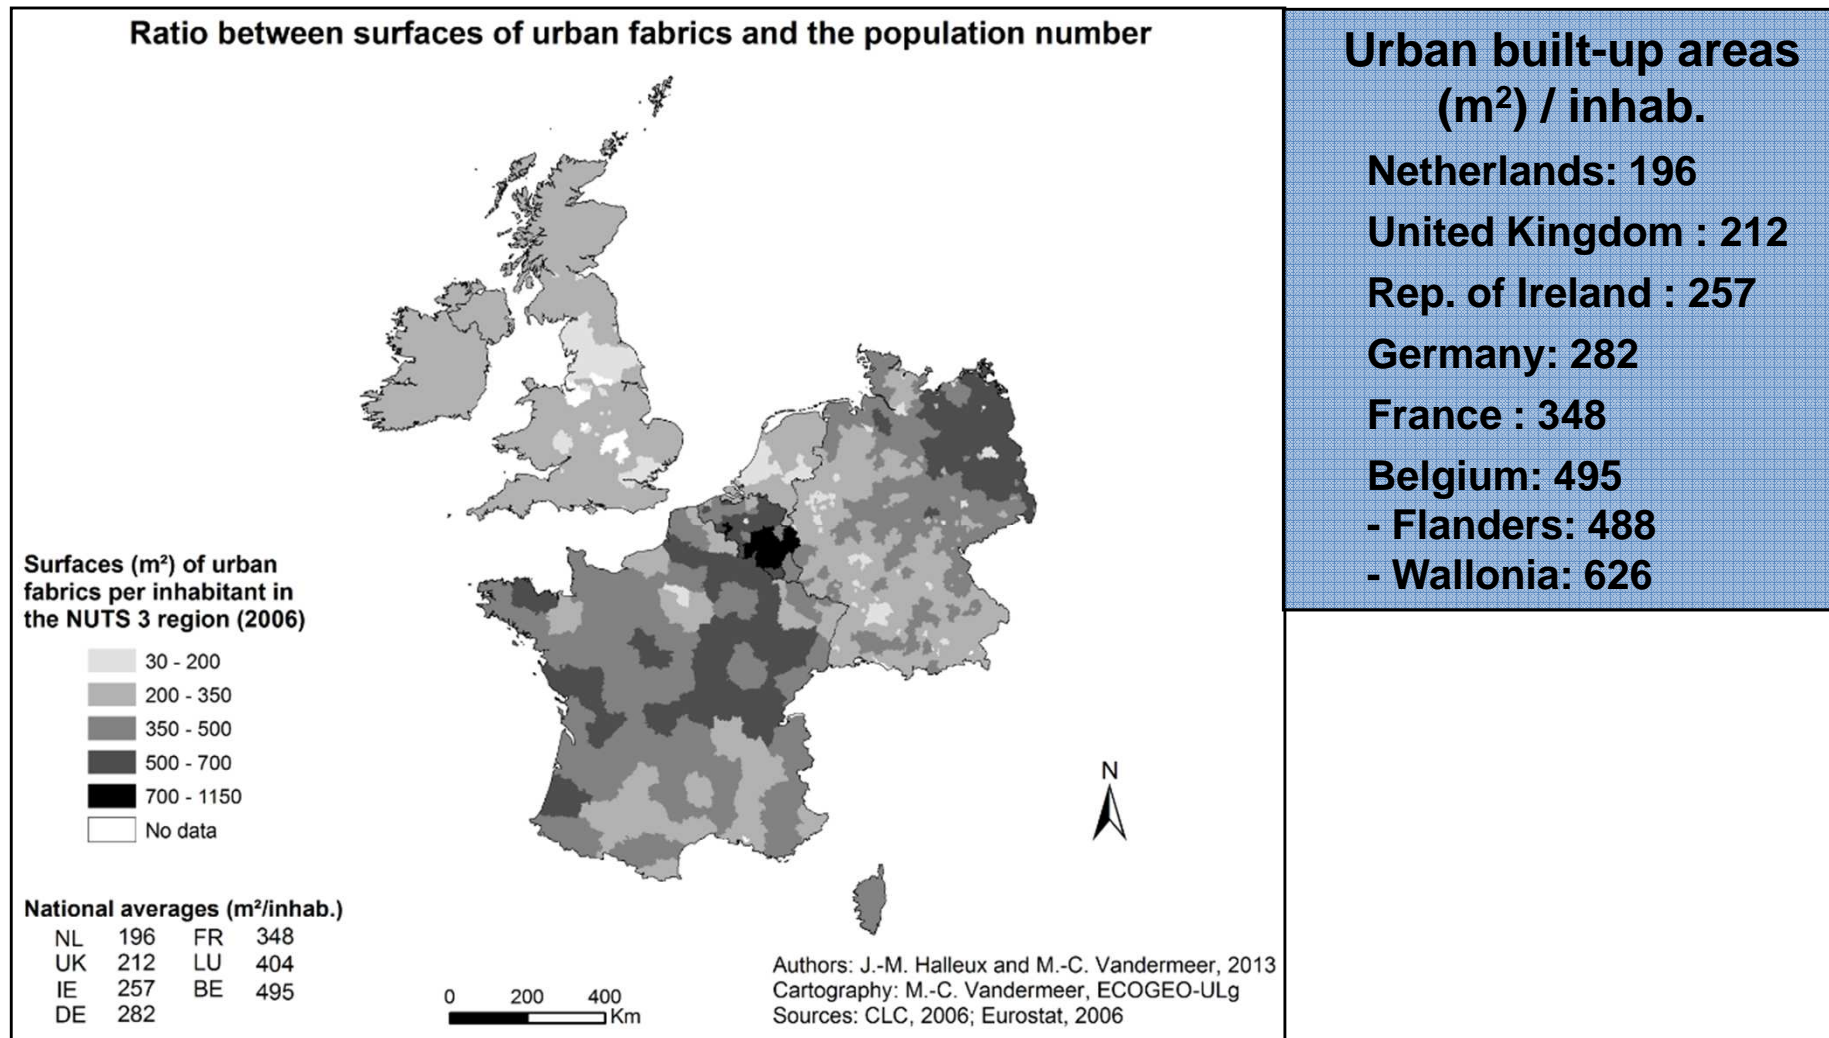 Ratio between surfaces of urban fabrics and the population number
Surfaces (m²) of urban
fabrics per inhabitant in
the NUTS 3 region (2006)
30 - 200
200 - 350
350 - 500
500 - 700
700 - 1150
No data
National averages (m²/inhab.)
NL 196 FR 348
UK 212 LU 404
IE 257 BE 495
DE 282
0 200 400
Km
N
Authors: J.-M. Halleux and M.-C. Vandermeer, 2013
Cartography: M.-C. Vandermeer, ECOGEO-ULg
Sources: CLC, 2006; Eurostat, 2006
Urban built-up areas
(m²) / inhab.
Netherlands: 196
United Kingdom : 212
Rep. of Ireland : 257
Germany: 282
France : 348
Belgium: 495
- Flanders: 488
- Wallonia: 626